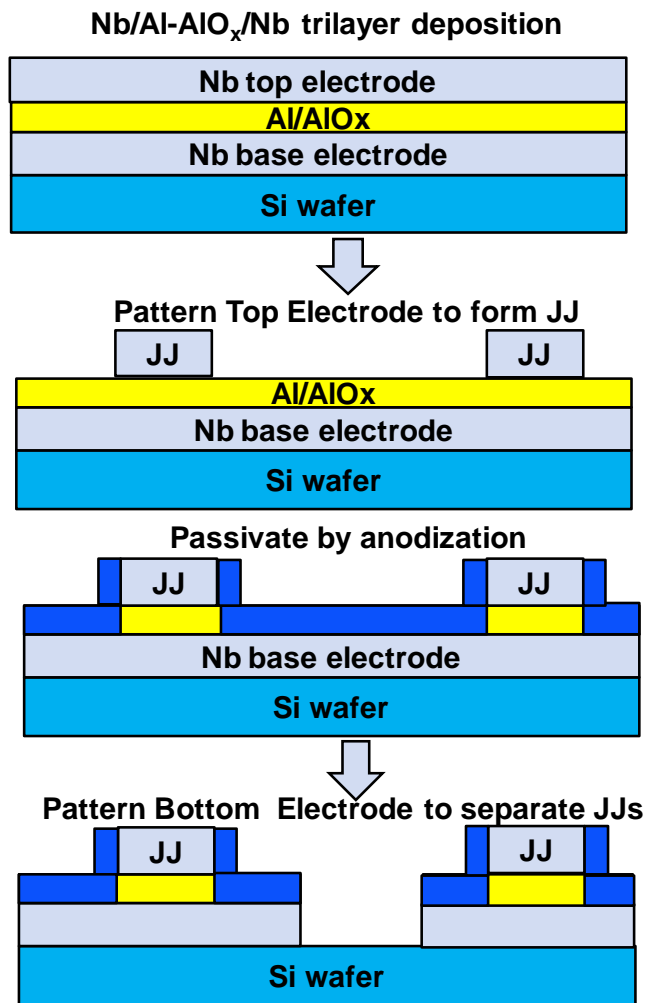 Nb/Al-AlOx/Nb trilayer deposition
Nb top electrode
Al/AlOx
Nb base electrode
Si wafer
Pattern Top Electrode to form JJ
JJ JJ
Al/AlOx
Nb base electrode
Si wafer
Passivate by anodization
JJ JJ
Nb base electrode
Si wafer
Pattern Bottom Electrode to separate JJs
JJ JJ
Si wafer